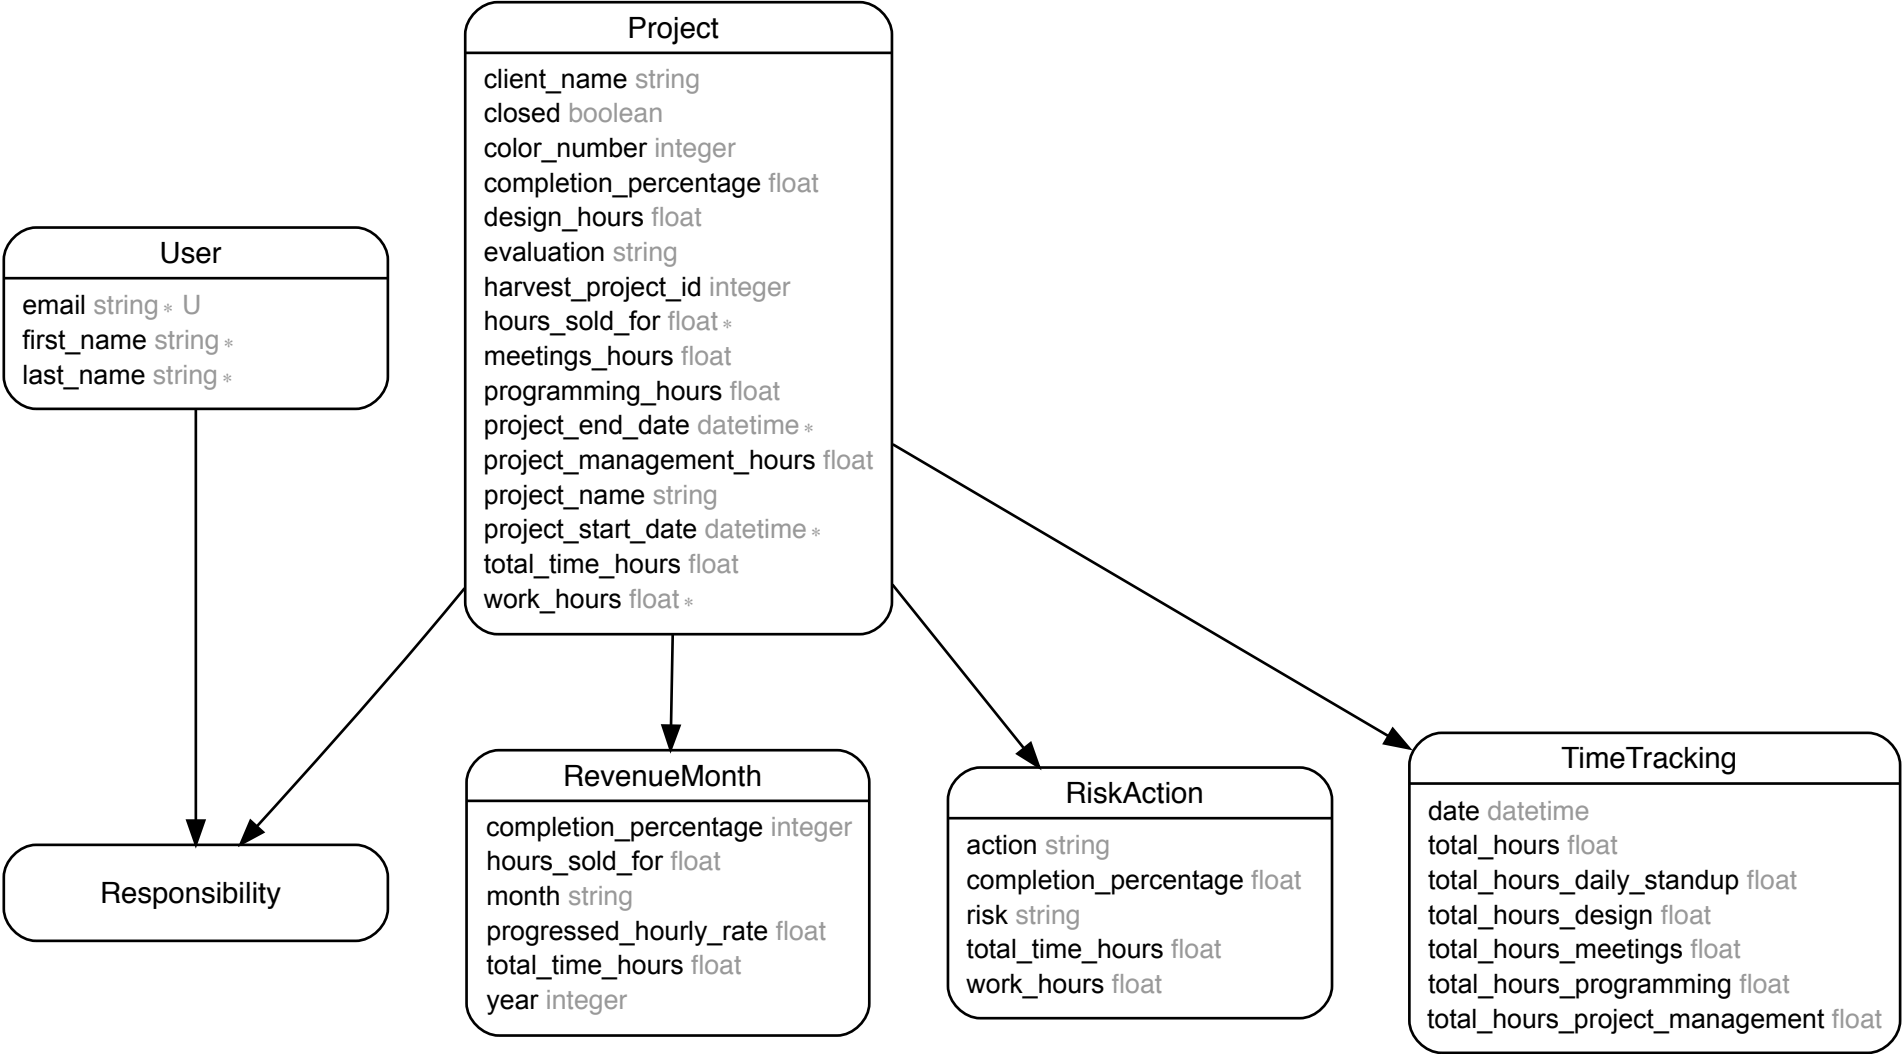 Project
client_name string
closed boolean
color_number integer
completion_percentage float
design_hours float
evaluation string
harvest_project_id integer
hours_sold_for float *
meetings_hours float
programming_hours float
project_end_date datetime *
project_management_hours float
project_name string
project_start_date datetime *
total_time_hours float
work_hours float *
User
email string * U
first_name string *
last_name string *
Responsibility
RevenueMonth
completion_percentage integer
hours_sold_for float
month string
progressed_hourly_rate float
total_time_hours float
year integer
RiskAction
action string
completion_percentage float
risk string
total_time_hours float
work_hours float
TimeTracking
date datetime
total_hours float
total_hours_daily_standup float
total_hours_design float
total_hours_meetings float
total_hours_programming float
total_hours_project_management float